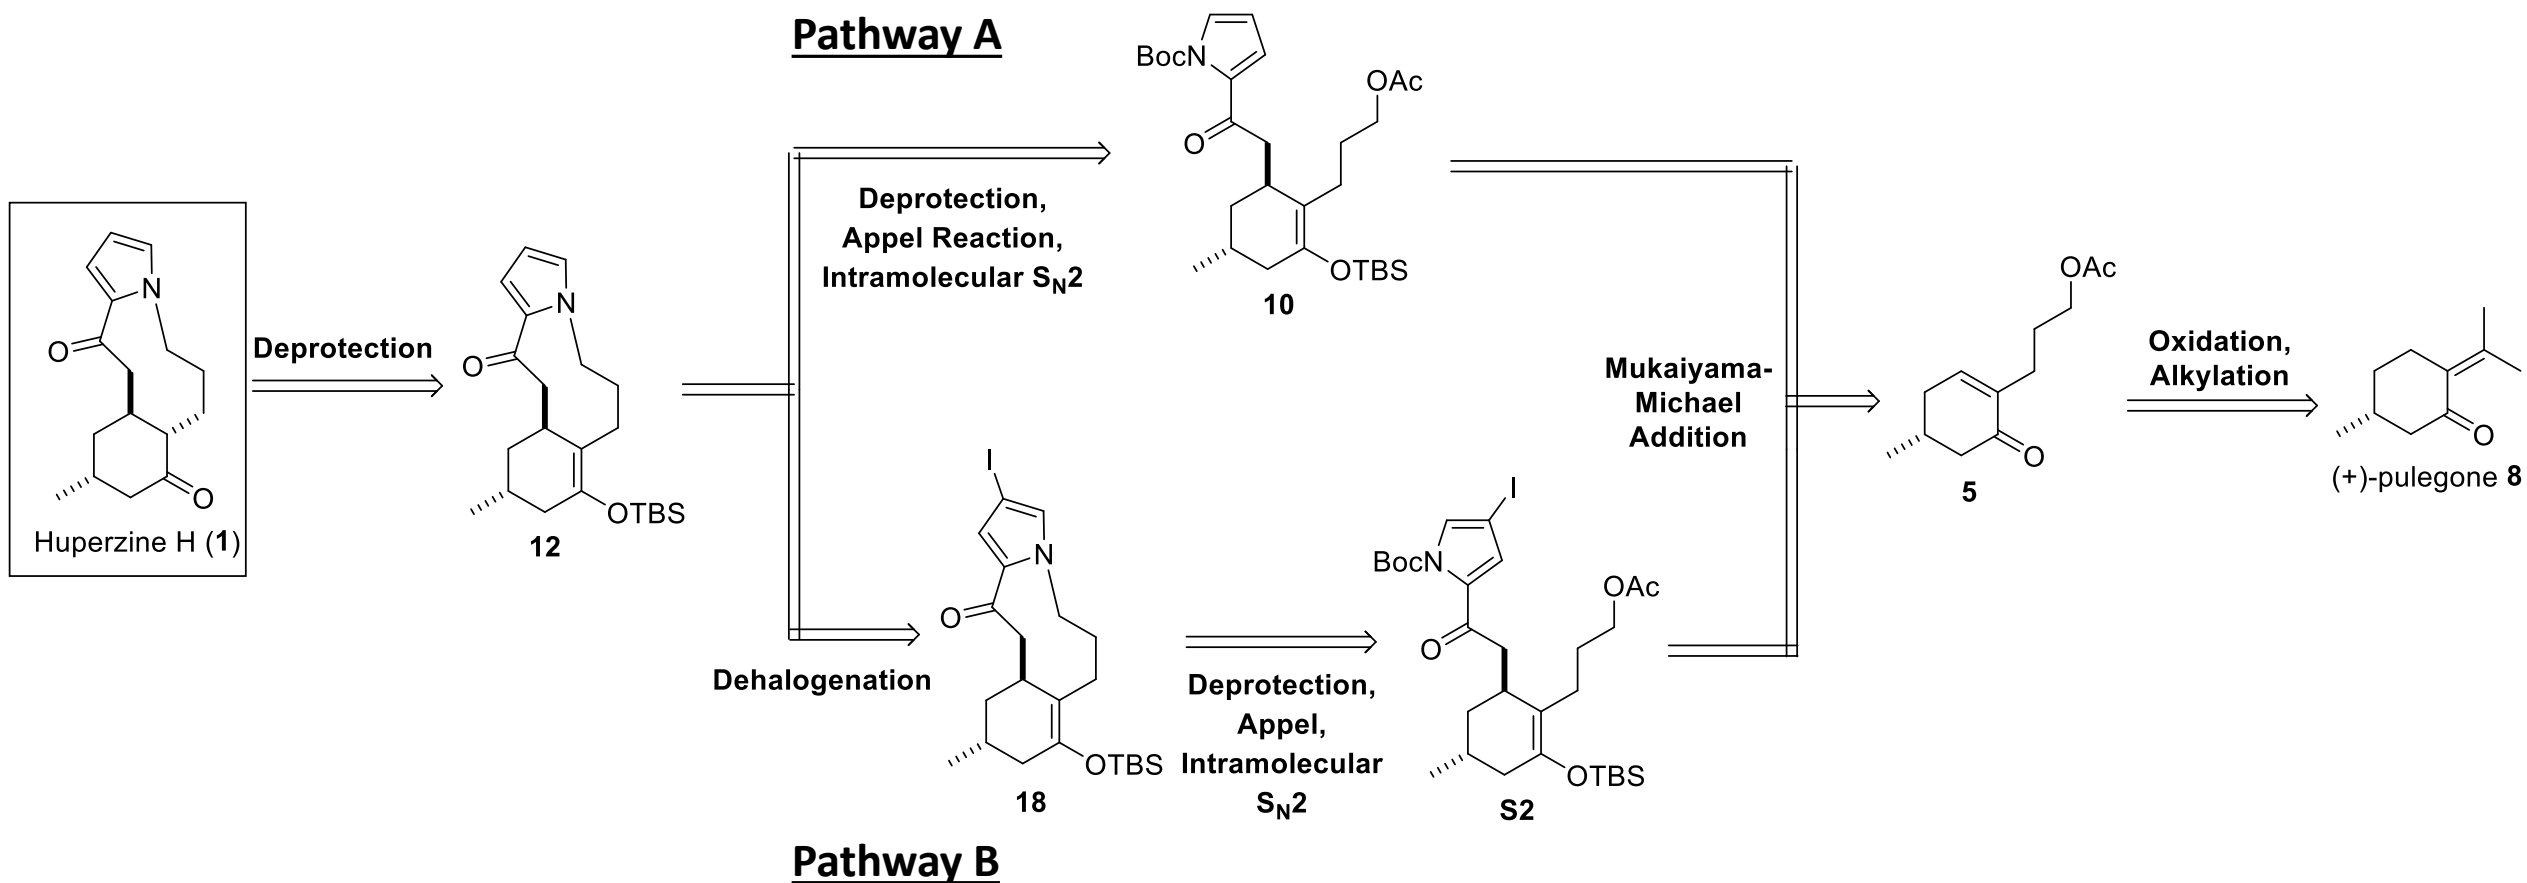 Pathway A
BocN
O
OAc
OTBS
10
Deprotection,
Appel Reaction,
Intramolecular SN2
N
O
O
Huperzine H (1)
Deprotection
N
O
OTBS
12
Mukaiyama-
Michael
Addition
OAc
O
5
Oxidation,
Alkylation
O
(+)-pulegone 8
Dehalogenation
I
N
O
OTBS
18
Deprotection,
Appel,
Intramolecular
SN2
I
BocN
O
OAc
OTBS
S2
Pathway B